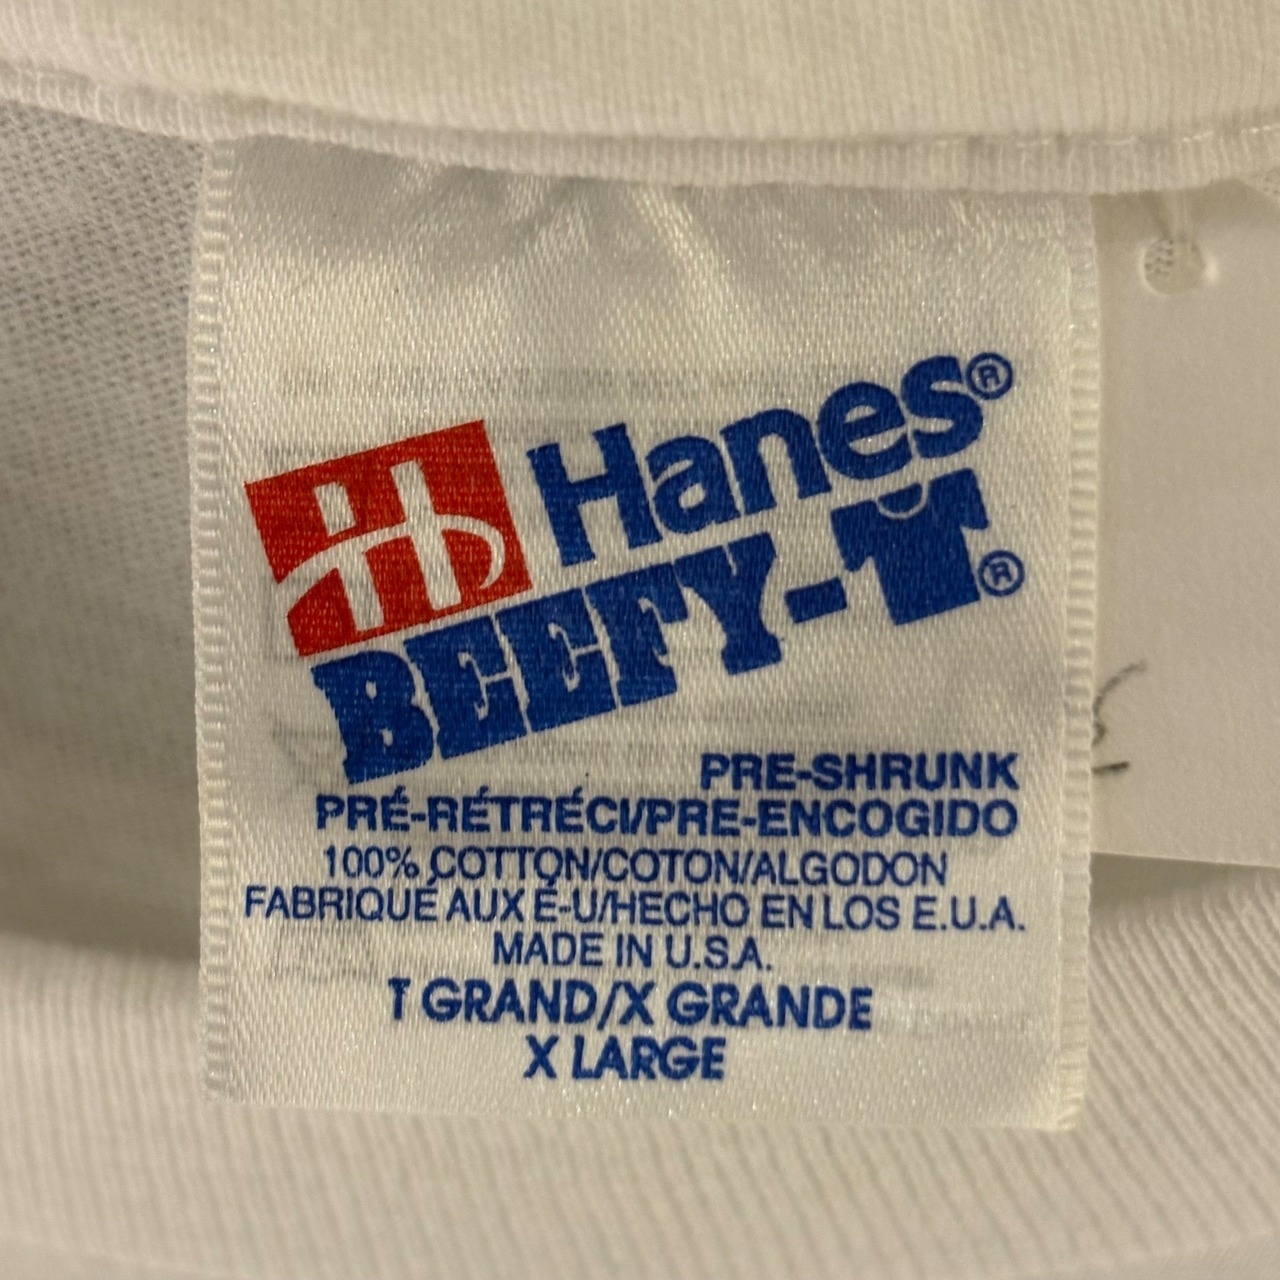 Hanes®
BEEFY-T®
PRE-SHRUNK
PRÉ-RÉTRÉCI/PRE-ENCOGIDO
100% COTTON/COTON/ALGODON
FABRIQUÉ AUX É-U/HECHO EN LOS E.U.A.
MADE IN U.S.A.
T GRAND/X GRANDE
X LARGE